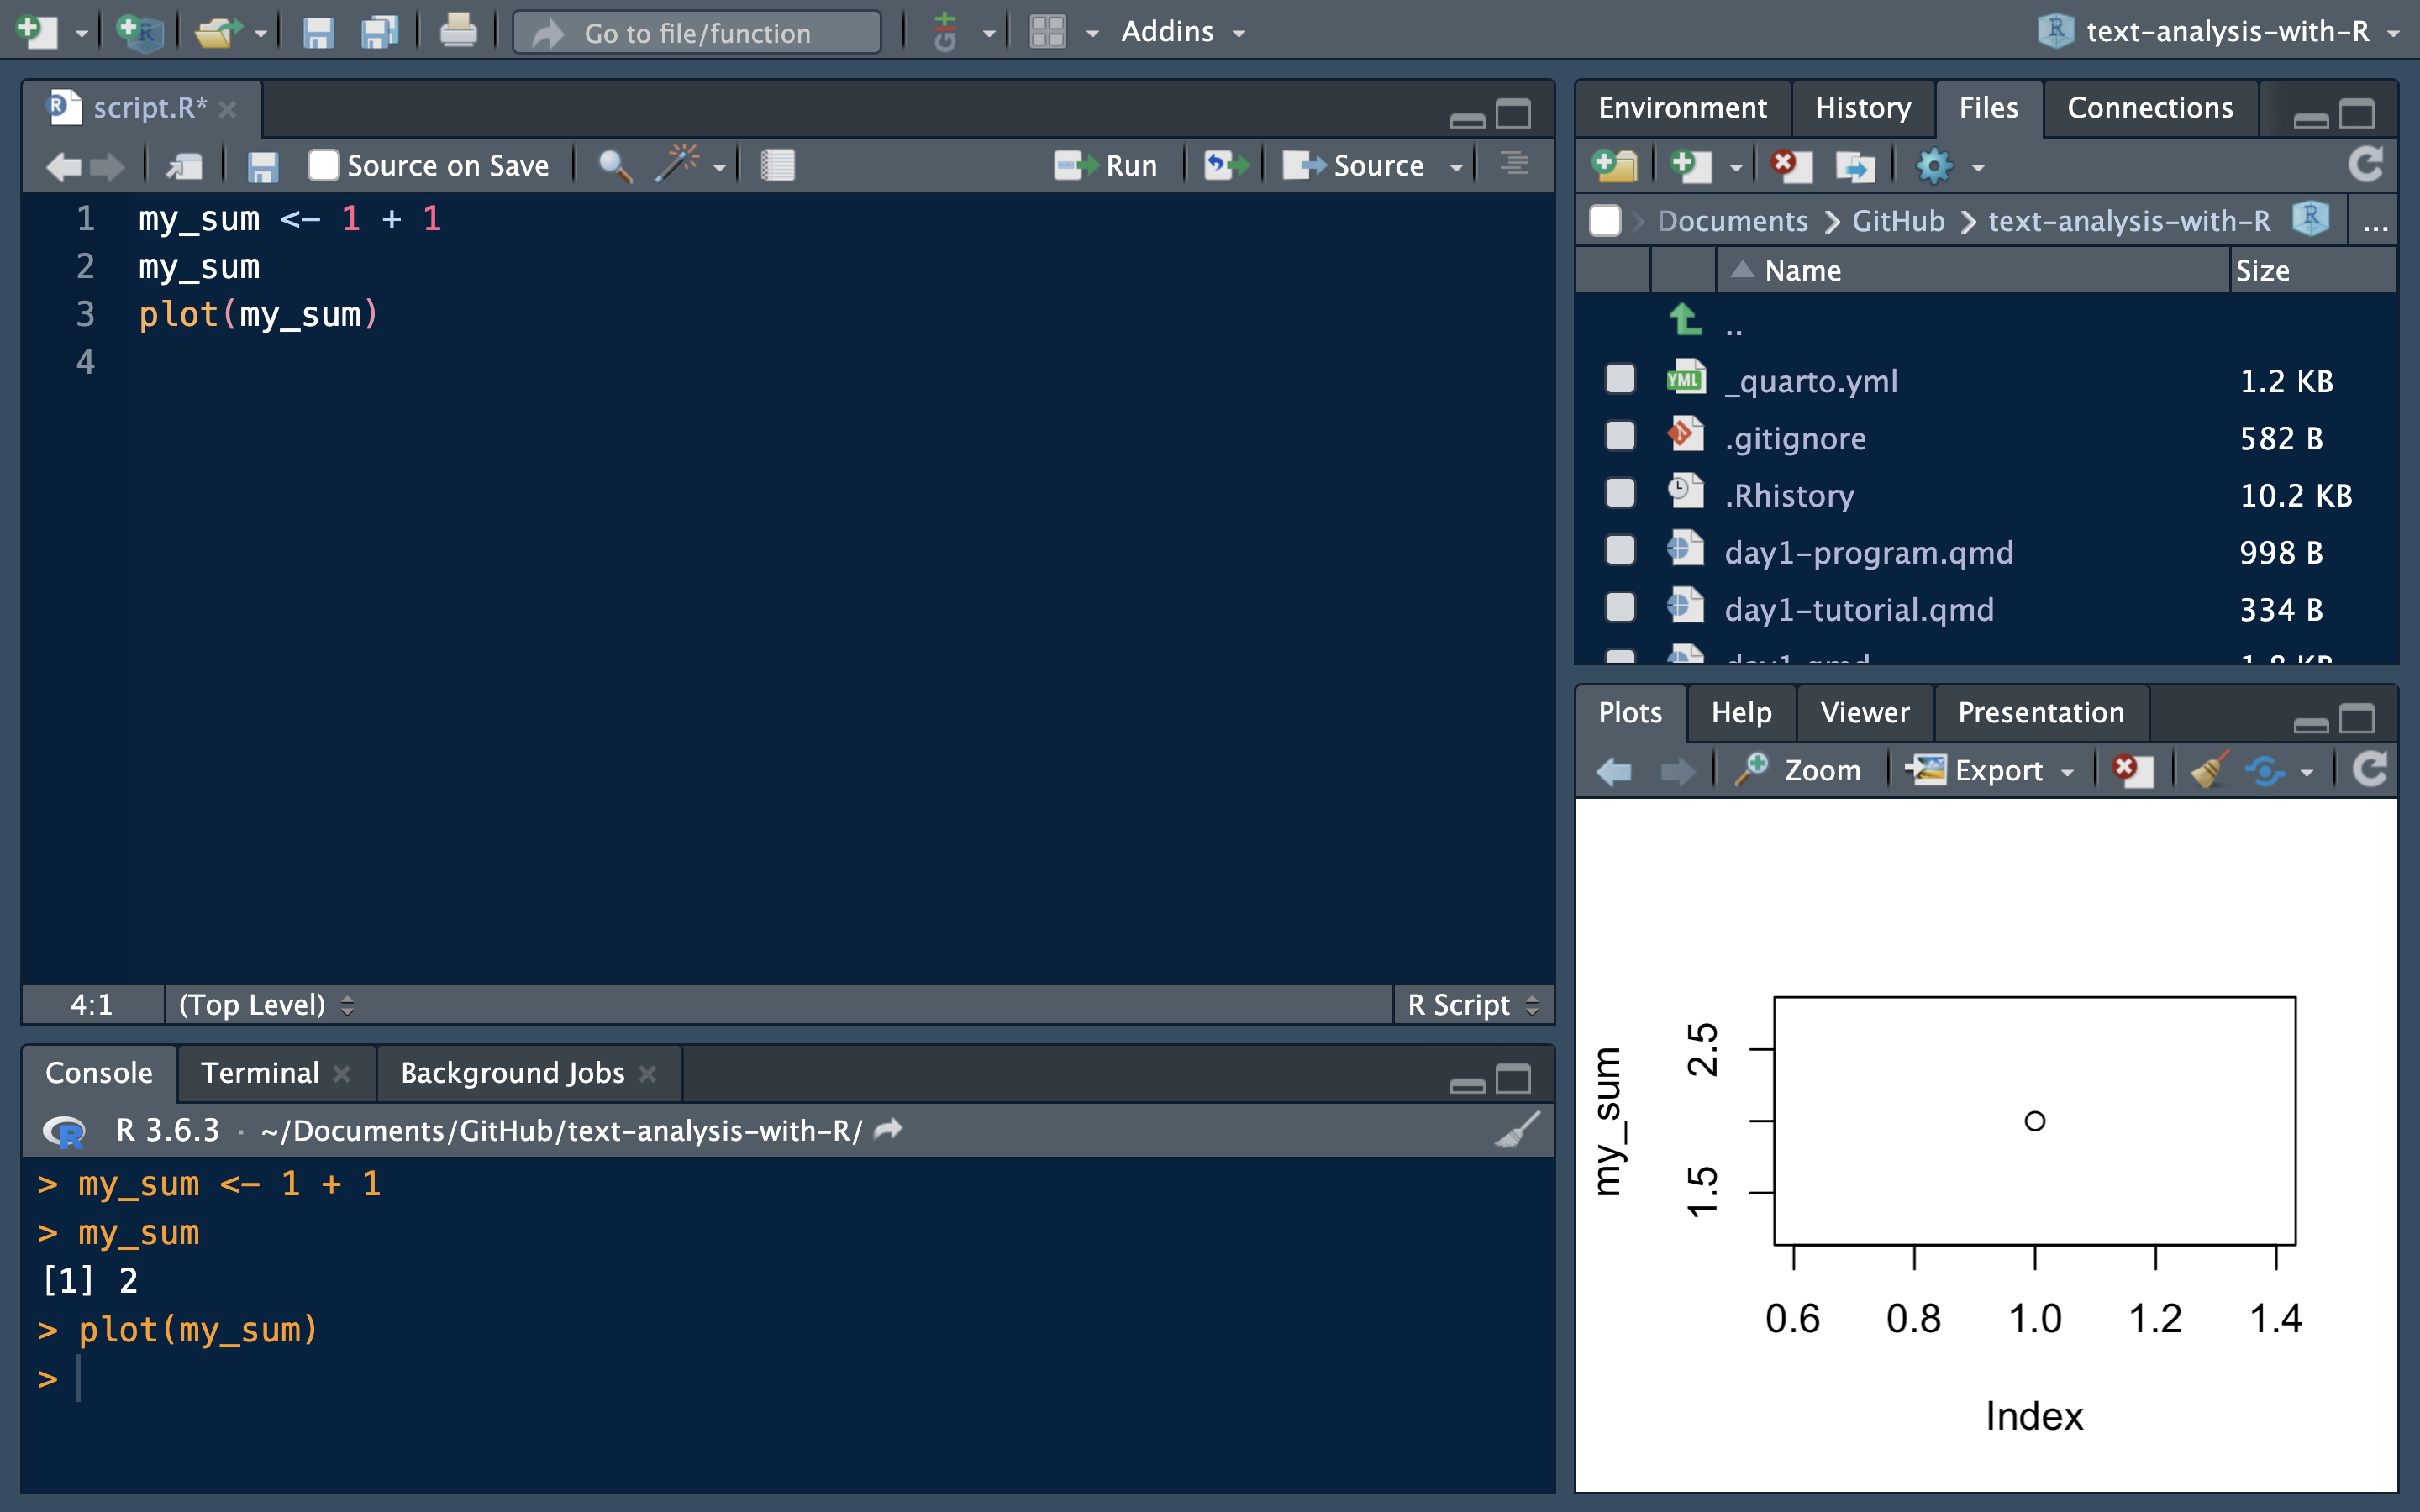 Go to file/function
Git
Addins
text-analysis-with-R
script.R*
Source on Save
Run
Source
1 my_sum <- 1 + 1
2 my_sum
3 plot(my_sum)
4
4:1 (Top Level) R Script
Console Terminal Background Jobs
R 3.6.3 · ~/Documents/GitHub/text-analysis-with-R/
> my_sum <- 1 + 1
> my_sum
[1] 2
> plot(my_sum)
>
Environment History Files Connections
Documents GitHub text-analysis-with-R ...
Name Size
..
_quarto.yml 1.2 KB
.gitignore 582 B
.Rhistory 10.2 KB
day1-program.qmd 998 B
day1-tutorial.qmd 334 B
Plots Help Viewer Presentation
Zoom Export
my_sum
2.5
1.5
0.6 0.8 1.0 1.2 1.4
Index